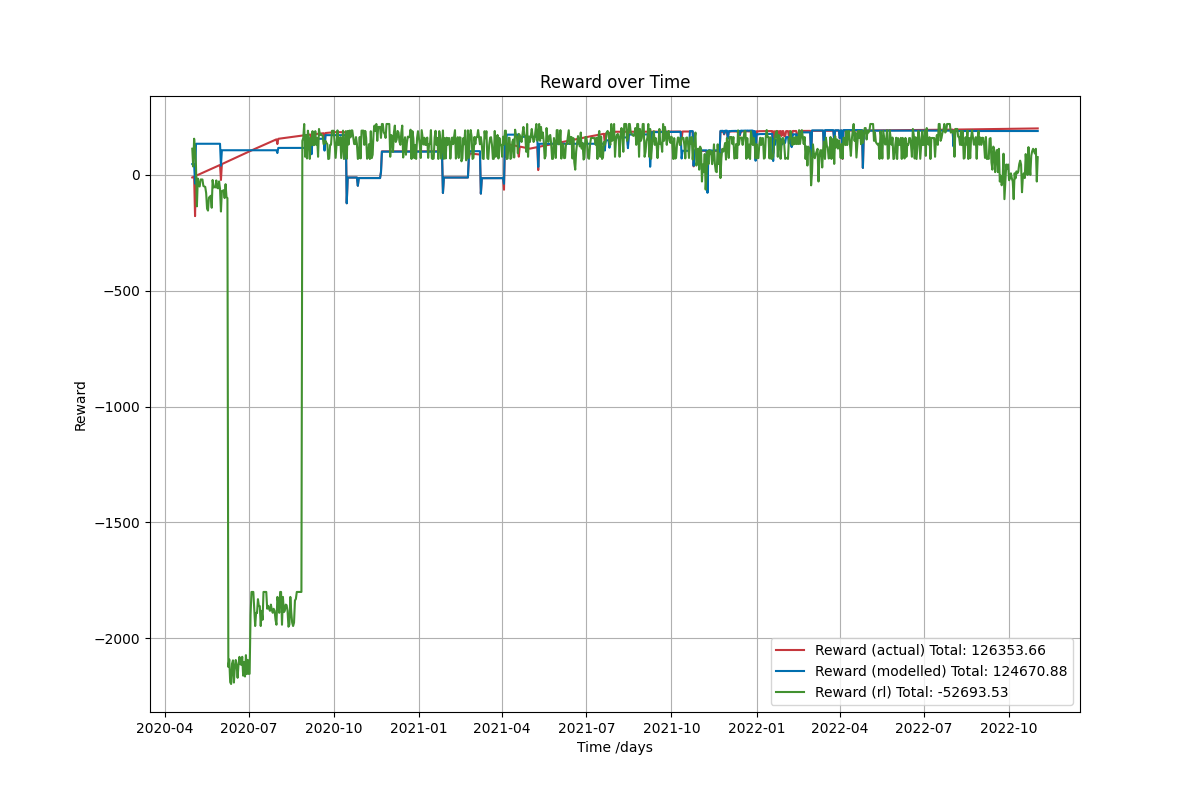 Reward over Time
Reward
0
−500
−1000
−1500
−2000
2020-04 2020-07 2020-10 2021-01 2021-04 2021-07 2021-10 2022-01 2022-04 2022-07 2022-10
Time /days
Reward (actual) Total: 126353.66
Reward (modelled) Total: 124670.88
Reward (rl) Total: -52693.53